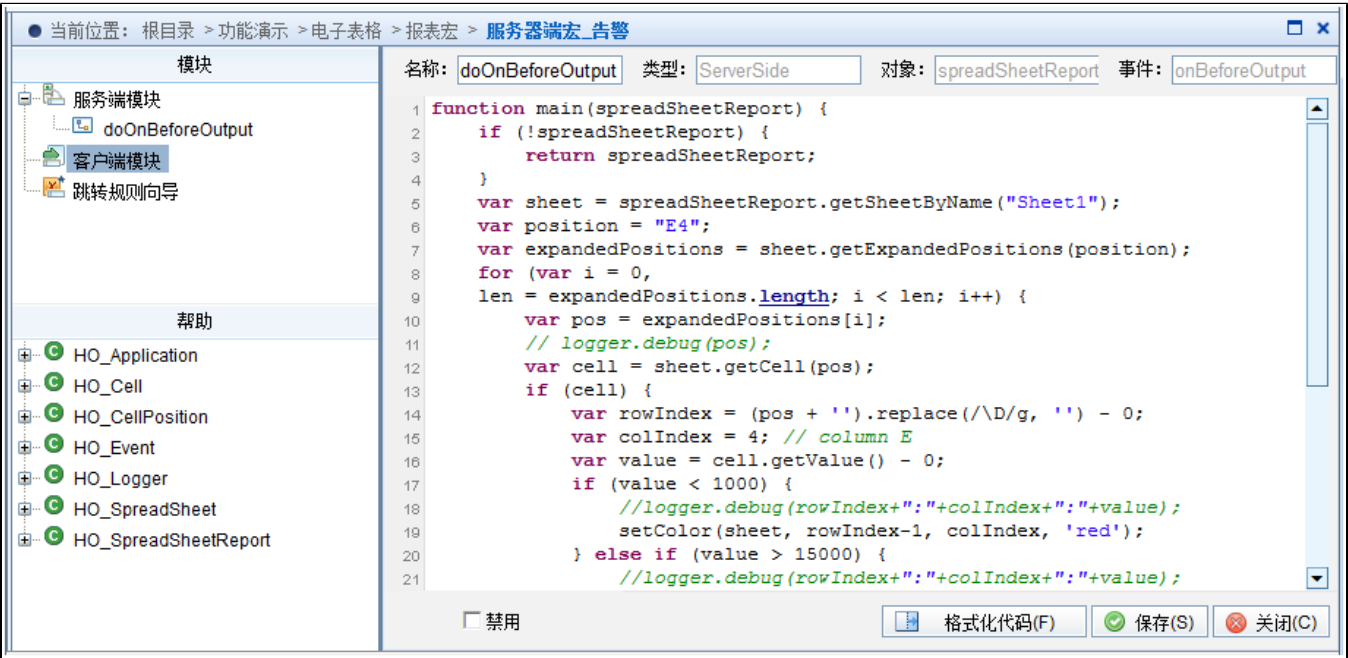 当前位置: 根目录 >功能演示 >电子表格 >报表宏 > 服务器端宏_告警
模块
服务端模块
doOnBeforeOutput
客户端模块
跳转规则向导
帮助
HO_Application
HO_Cell
HO_CellPosition
HO_Event
HO_Logger
HO_SpreadSheet
HO_SpreadSheetReport
名称: doOnBeforeOutput 类型: ServerSide 对象: spreadSheetReport 事件: onBeforeOutput
1 function main(spreadSheetReport) {
2 if (!spreadSheetReport) {
3 return spreadSheetReport;
4 }
5 var sheet = spreadSheetReport.getSheetByName("Sheet1");
6 var position = "E4";
7 var expandedPositions = sheet.getExpandedPositions(position);
8 for (var i = 0,
9 len = expandedPositions.length; i < len; i++) {
10 var pos = expandedPositions[i];
11 // logger.debug(pos);
12 var cell = sheet.getCell(pos);
13 if (cell) {
14 var rowIndex = (pos + '').replace(/\D/g, '') - 0;
15 var colIndex = 4; // column E
16 var value = cell.getValue() - 0;
17 if (value < 1000) {
18 //logger.debug(rowIndex+":"+colIndex+":"+value);
19 setColor(sheet, rowIndex-1, colIndex, 'red');
20 } else if (value > 15000) {
21 //logger.debug(rowIndex+":"+colIndex+":"+value);
禁用 格式化代码(F) 保存(S) 关闭(C)